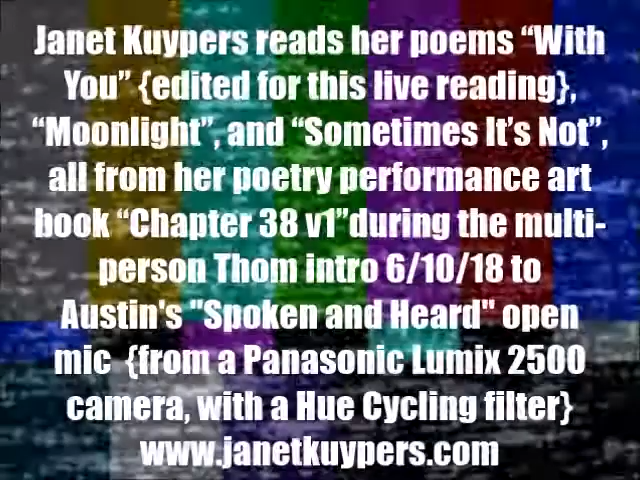 Janet Kuypers reads her poems “With
You” {edited for this live reading},
“Moonlight”, and “Sometimes It’s Not”,
all from her poetry performance art
book “Chapter 38 v1”during the multi-
person Thom intro 6/10/18 to
Austin's "Spoken and Heard" open
mic {from a Panasonic Lumix 2500
camera, with a Hue Cycling filter}
www.janetkuypers.com